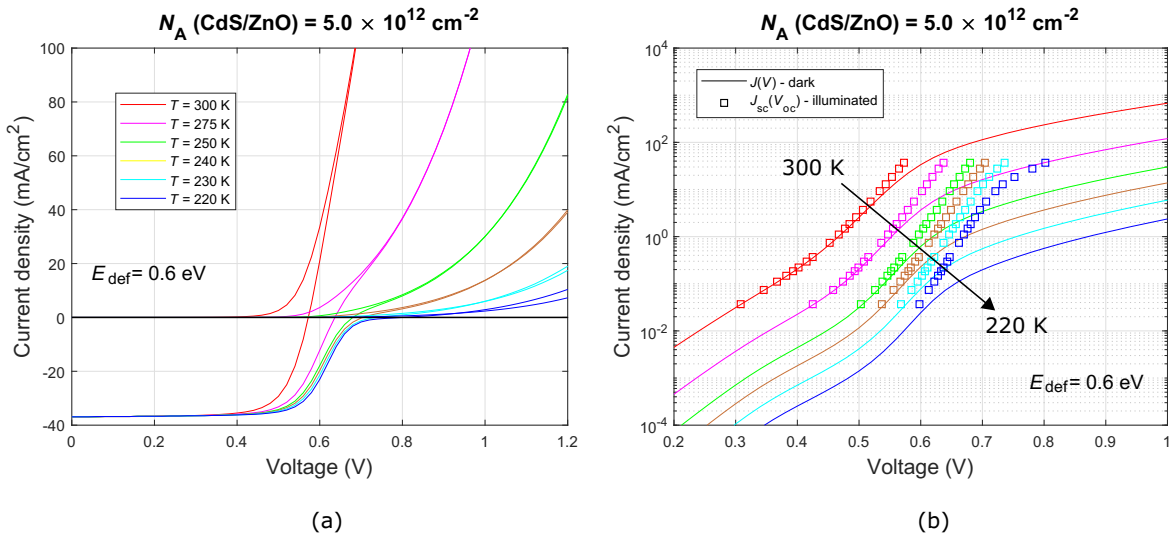 N_A (CdS/ZnO) = 5.0 × 10^12 cm^-2
100
80
60
40
20
0
-20
-40
Current density (mA/cm^2)
T = 300 K
T = 275 K
T = 250 K
T = 240 K
T = 230 K
T = 220 K
E_def = 0.6 eV
0
0.2
0.4
0.6
0.8
1
1.2
Voltage (V)
(a)
N_A (CdS/ZnO) = 5.0 × 10^12 cm^-2
10^4
10^2
10^0
10^-2
10^-4
Current density (mA/cm^2)
J(V) - dark
J_sc(V_oc) - illuminated
300 K
220 K
E_def = 0.6 eV
0.2
0.3
0.4
0.5
0.6
0.7
0.8
0.9
1
Voltage (V)
(b)